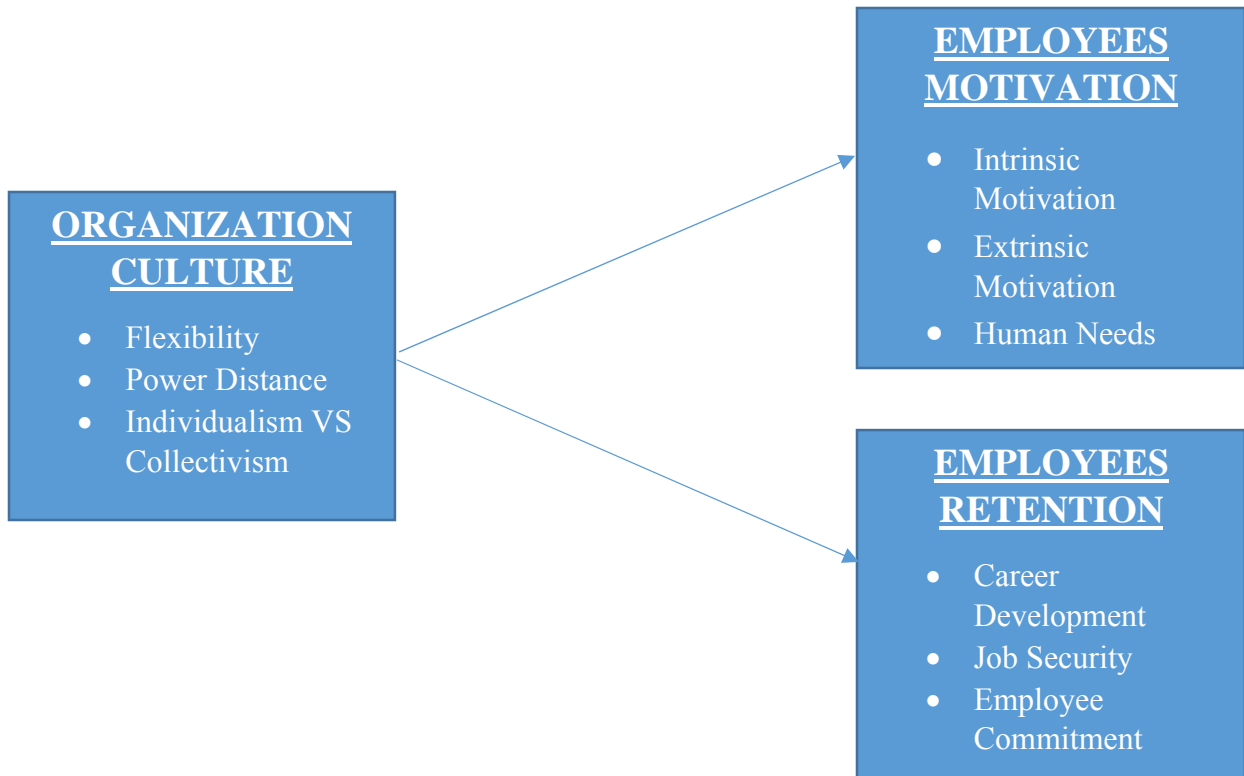 ORGANIZATION
CULTURE
• Flexibility
• Power Distance
• Individualism VS
Collectivism
EMPLOYEES
MOTIVATION
• Intrinsic
Motivation
• Extrinsic
Motivation
• Human Needs
EMPLOYEES
RETENTION
• Career
Development
• Job Security
• Employee
Commitment